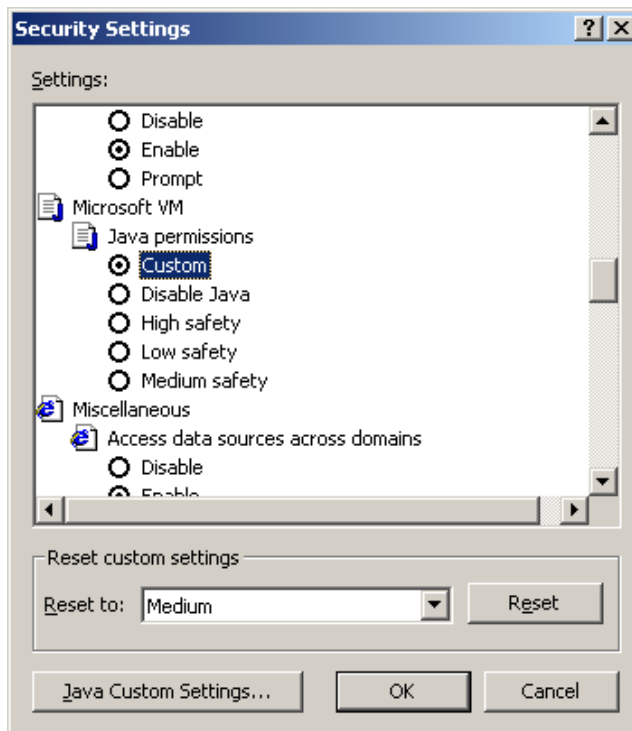 Security Settings
Settings:
Disable
Enable
Prompt
Microsoft VM
Java permissions
Custom
Disable Java
High safety
Low safety
Medium safety
Miscellaneous
Access data sources across domains
Disable
Enable
Reset custom settings
Reset to: Medium Reset
Java Custom Settings... OK Cancel